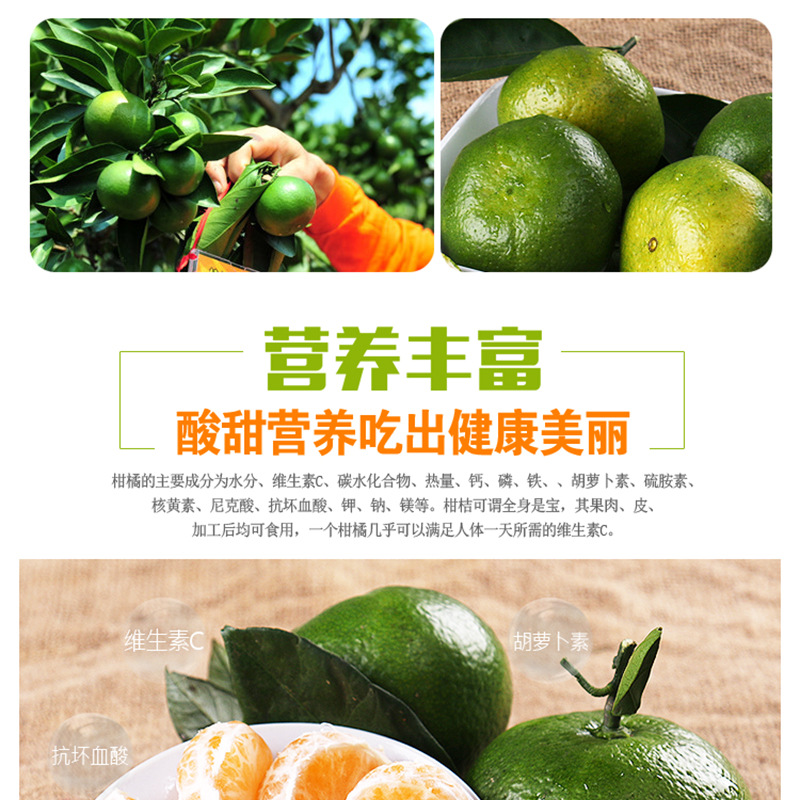 营养丰富
酸甜营养吃出健康美丽
柑橘的主要成分为水分、维生素C、碳水化合物、热量、钙、磷、铁、、胡萝卜素、硫胺素、
核黄素、尼克酸、抗坏血酸、钾、钠、镁等。柑桔可谓全身是宝，其果肉、皮、
加工后均可食用，一个柑橘几乎可以满足人体一天所需的维生素C。
维生素C
胡萝卜素
抗坏血酸